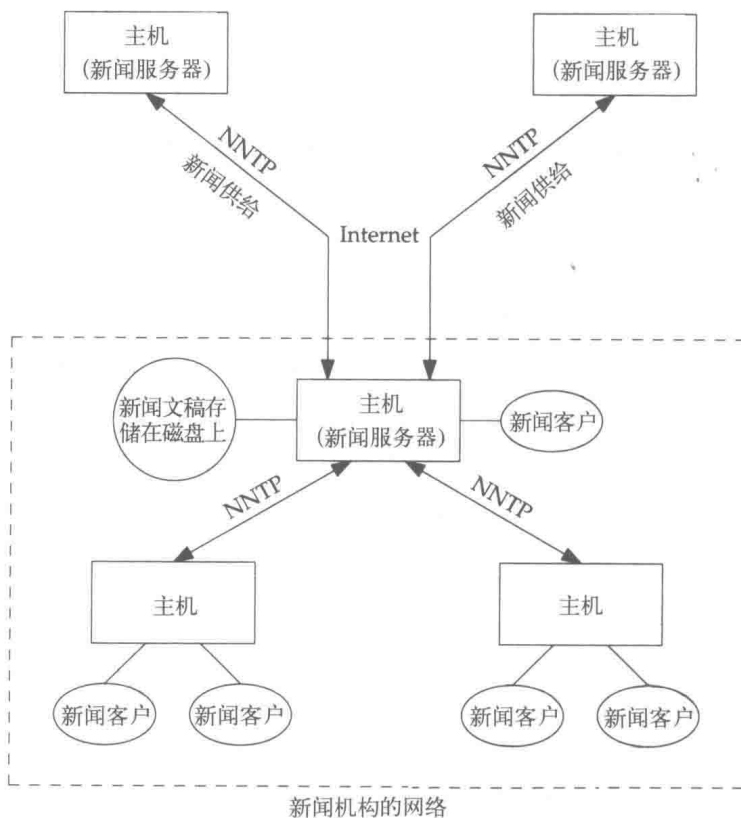 主机
(新闻服务器)
主机
(新闻服务器)
NNTP
新闻供给
NNTP
新闻供给
Internet
新闻文稿存
储在磁盘上
主机
(新闻服务器)
新闻客户
NNTP
NNTP
主机
主机
新闻客户
新闻客户
新闻客户
新闻客户
新闻机构的网络